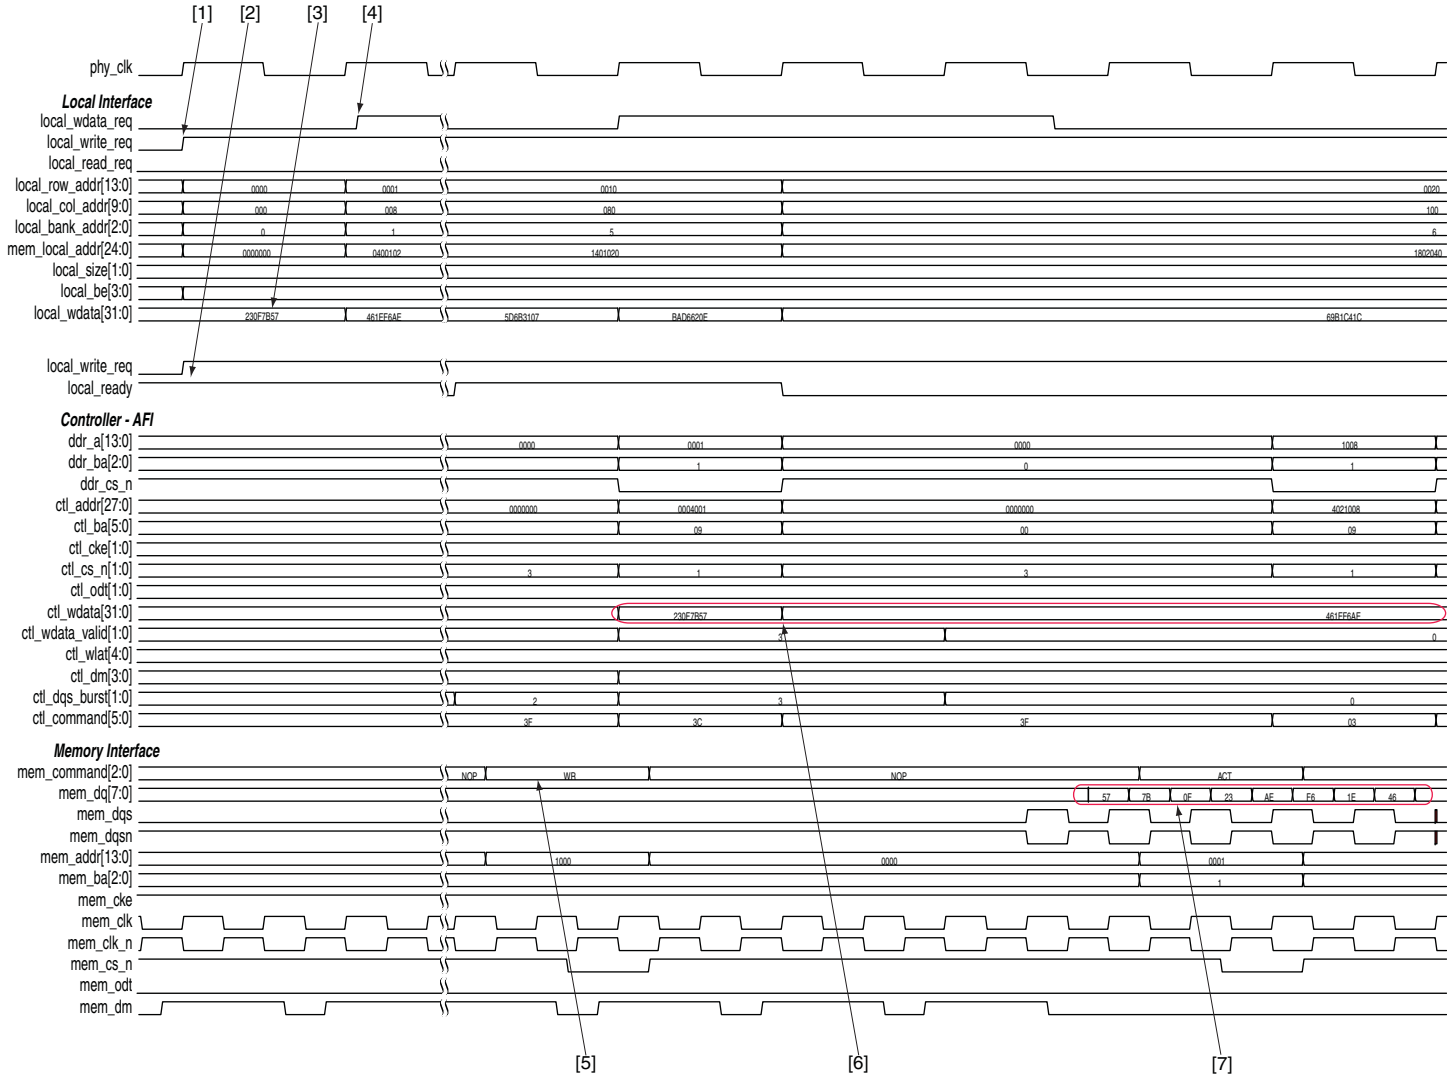 [1] [2] [3] [4]
phy_clk
Local Interface
local_wdata_req
local_write_req
local_read_req
local_row_addr[13:0] 0000 0001 0010 0020
local_col_addr[9:0] 000 008 080 100
local_bank_addr[2:0] 0 1 5 6
mem_local_addr[24:0] 0000000 0400102 1401020 1802040
local_size[1:0]
local_be[3:0]
local_wdata[31:0] 230F7B57 461EF6AE 5D6B3107 BAD6620E 69B1C41C
local_write_req
local_ready
Controller - AFI
ddr_a[13:0] 0000 0001 0000 1008
ddr_ba[2:0] 1 0 1
ddr_cs_n
ctl_addr[27:0] 0000000 0004001 0000000 4021008
ctl_ba[5:0] 09 00 09
ctl_cke[1:0]
ctl_cs_n[1:0] 3 1 3 1
ctl_odt[1:0]
ctl_wdata[31:0] 230F7B57 461EF6AE
ctl_wdata_valid[1:0] 3 0
ctl_wlat[4:0]
ctl_dm[3:0]
ctl_dqs_burst[1:0] 2 3 0
ctl_command[5:0] 3F 3C 3F 03
Memory Interface
mem_command[2:0] NOP WR NOP ACT
mem_dq[7:0] 57 7B 0F 23 AE F6 1E 46
mem_dqs
mem_dqsn
mem_addr[13:0] 1000 0000 0001
mem_ba[2:0] 1
mem_cke
mem_clk
mem_clk_n
mem_cs_n
mem_odt
mem_dm
[5] [6] [7]